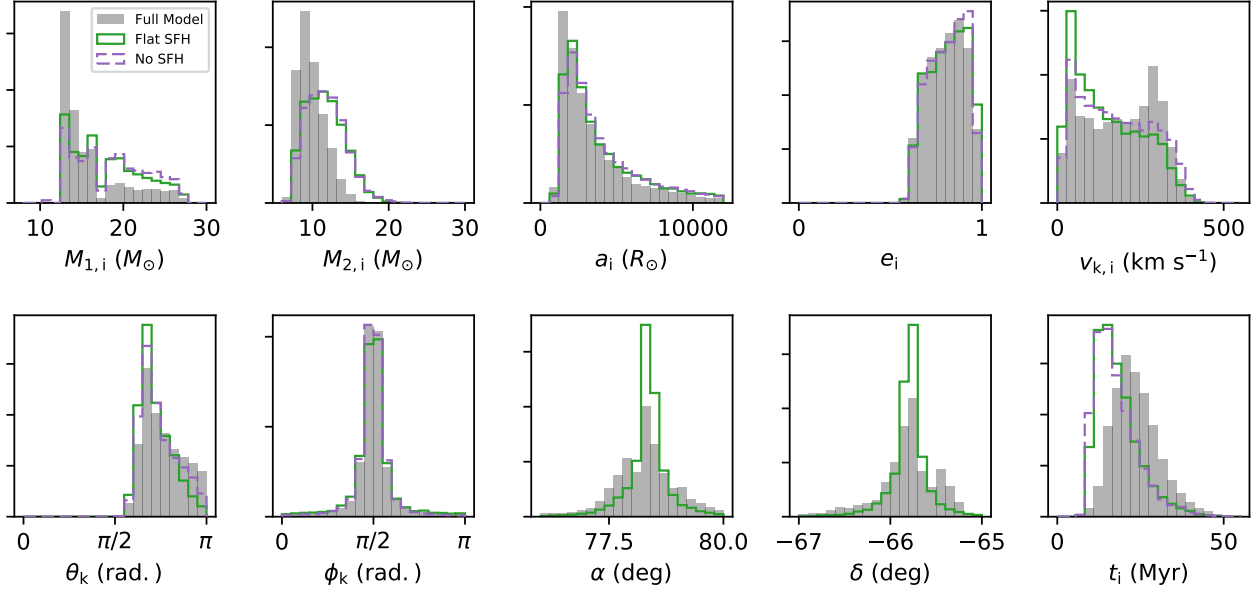 Full Model
Flat SFH
No SFH
10 20 30
10 20 30
0 10000
0 1
0 500
M₁,ᵢ (M⊙)
M₂,ᵢ (M⊙)
aᵢ (R⊙)
eᵢ
vₖ,ᵢ (km s⁻¹)
0 π/2 π
0 π/2 π
77.5 80.0
−67 −66 −65
0 50
θₖ (rad.)
ϕₖ (rad.)
α (deg)
δ (deg)
tᵢ (Myr)